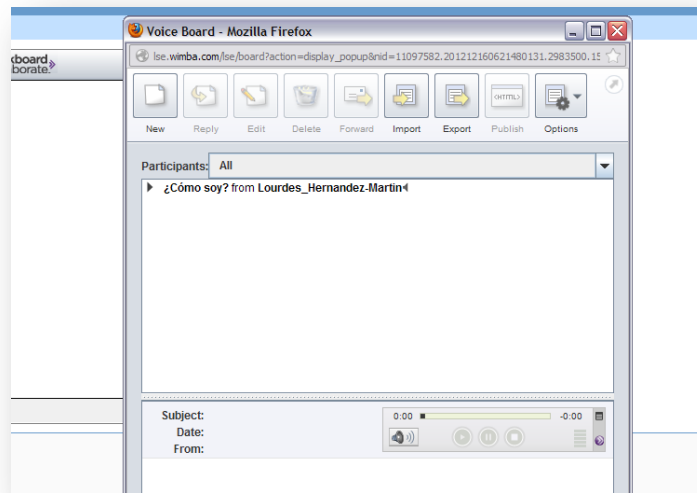 Voice Board - Mozilla Firefox
lse.wimba.com/lse/board?action=display_popup&nid=11097582.201212160621480131.2983500.15
kboard
borate.
New Reply Edit Delete Forward Import Export Publish Options
<HTML>
Participants: All
¿Cómo soy? from Lourdes_Hernandez-Martin
Subject: 0:00 -0:00
Date:
From: